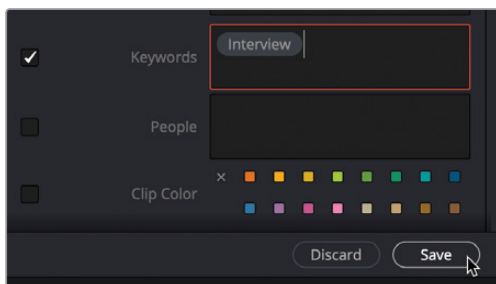 Interview
Keywords
People
Clip Color
Discard Save